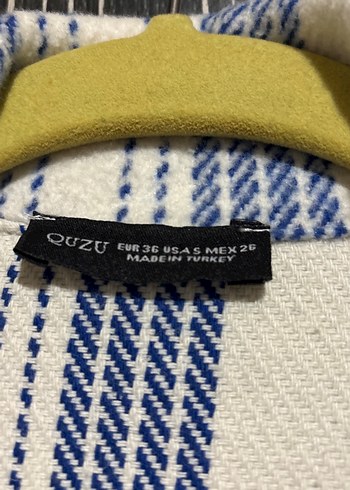 QUZU EUR 36 USA S MEX 26
MADE IN TURKEY